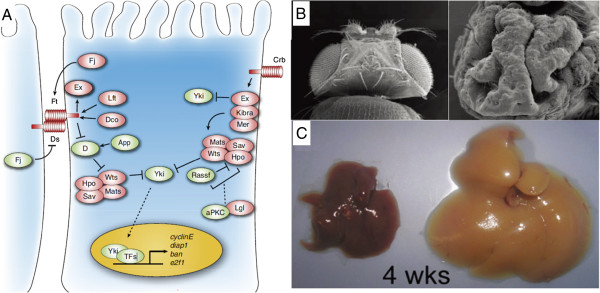 A
B
Crb
Fj
Ft
Ex
Lft
Dco
Yki
Ex
Kibra
Mer
Ds
D
App
Mats
Sav
Wts
Hpo
Fj
Hpo
Wts
Sav
Mats
Yki
Rassf
aPKC
Lgl
Yki
TFs
cyclinE
diap1
ban
e2f1
C
4 wks